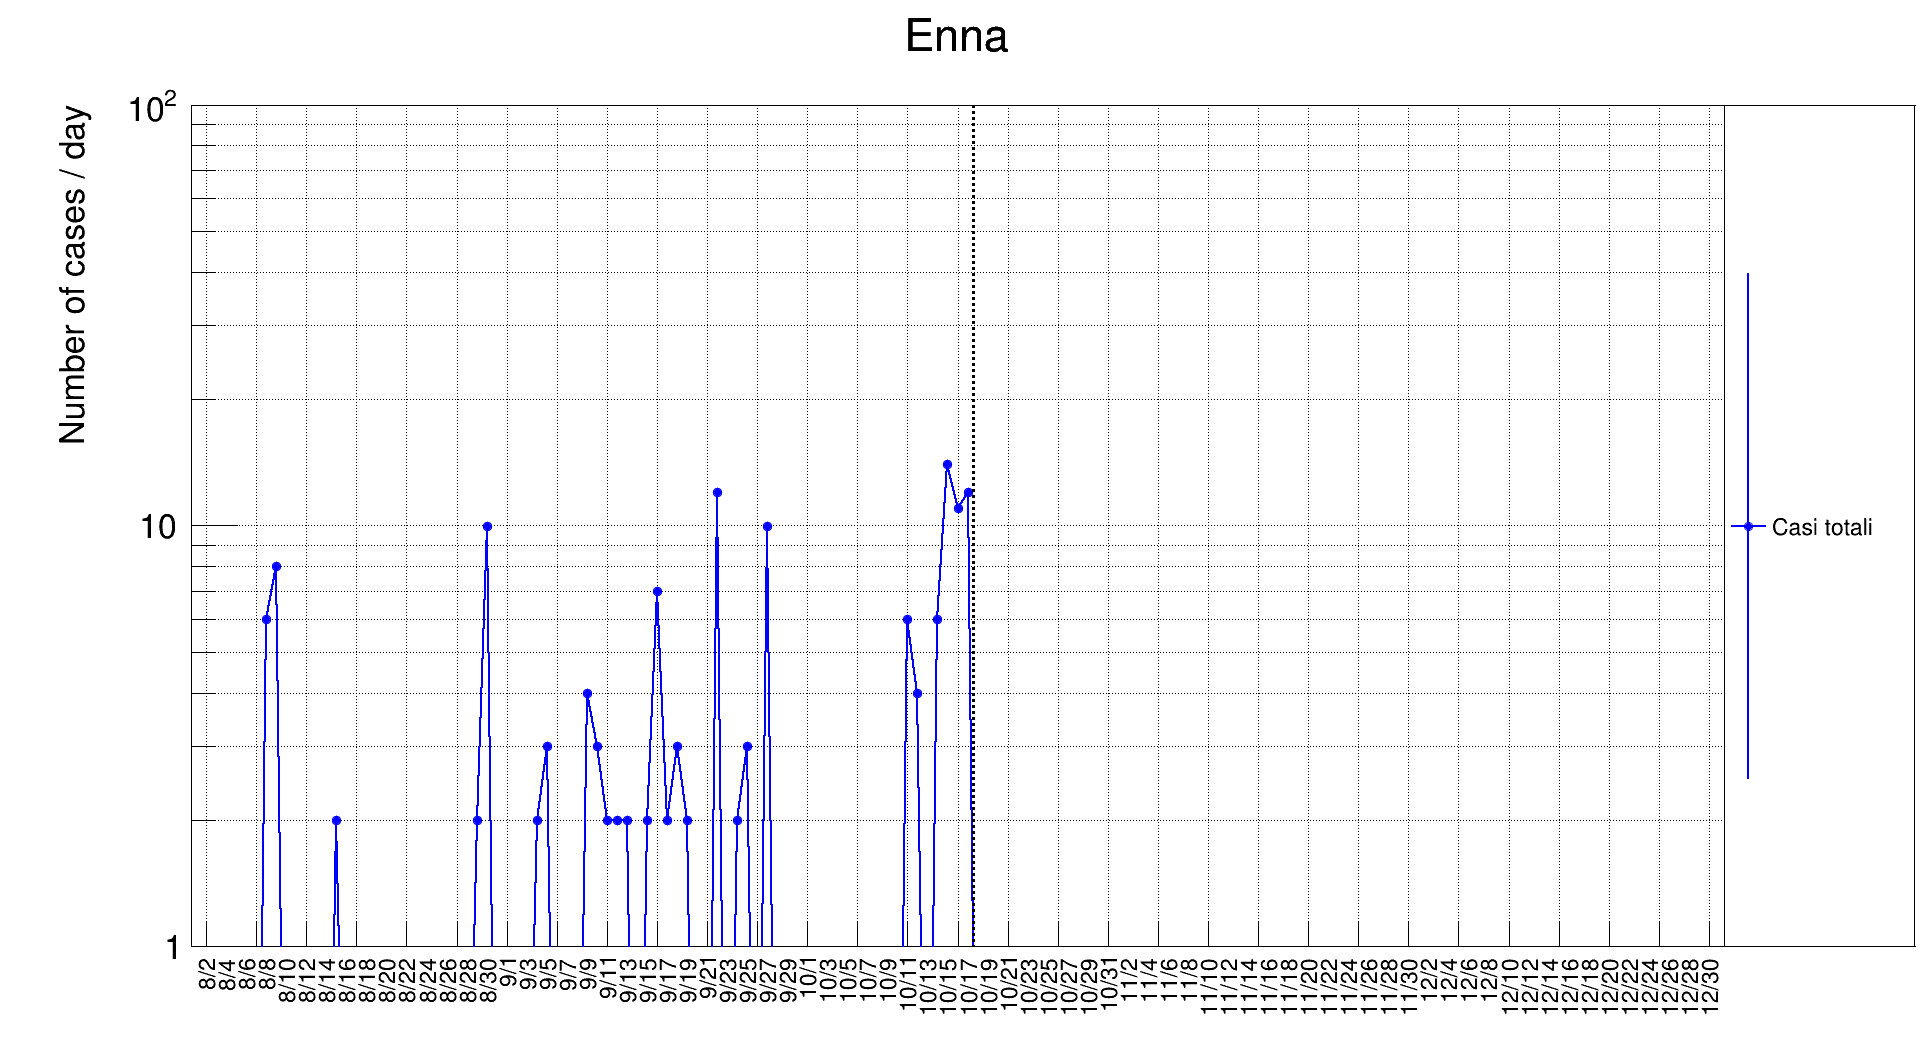 Enna
Number of cases / day
10²
10
1
8/2 8/4 8/6 8/8 8/10 8/12 8/14 8/16 8/18 8/20 8/22 8/24 8/26 8/28 8/30 9/1 9/3 9/5 9/7 9/9 9/11 9/13 9/15 9/17 9/19 9/21 9/23 9/25 9/27 9/29 10/1 10/3 10/5 10/7 10/9 10/11 10/13 10/15 10/17 10/19 10/21 10/23 10/25 10/27 10/29 10/31 11/2 11/4 11/6 11/8 11/10 11/12 11/14 11/16 11/18 11/20 11/22 11/24 11/26 11/28 11/30 12/2 12/4 12/6 12/8 12/10 12/12 12/14 12/16 12/18 12/20 12/22 12/24 12/26 12/28 12/30
Casi totali